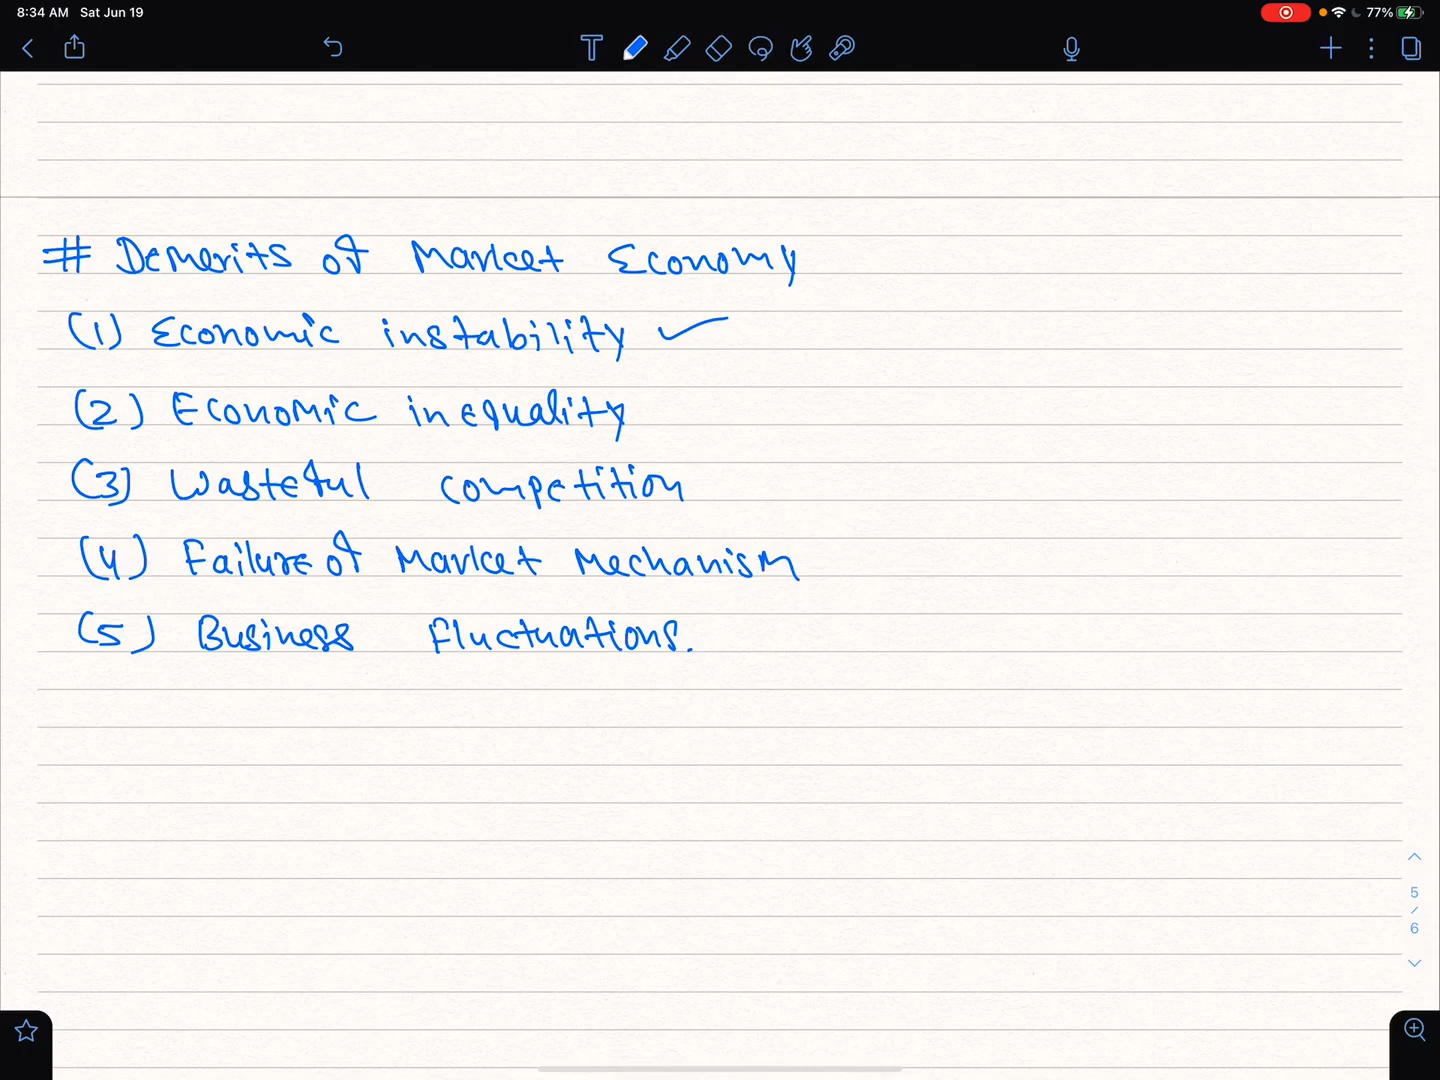 8:34 AM Sat Jun 19
77%
# Demerits of Market Economy
(1) Economic instability ✓
(2) Economic inequality
(3) Wasteful competition
(4) Failure of Market Mechanism
(5) Business fluctuations.
5
/
6